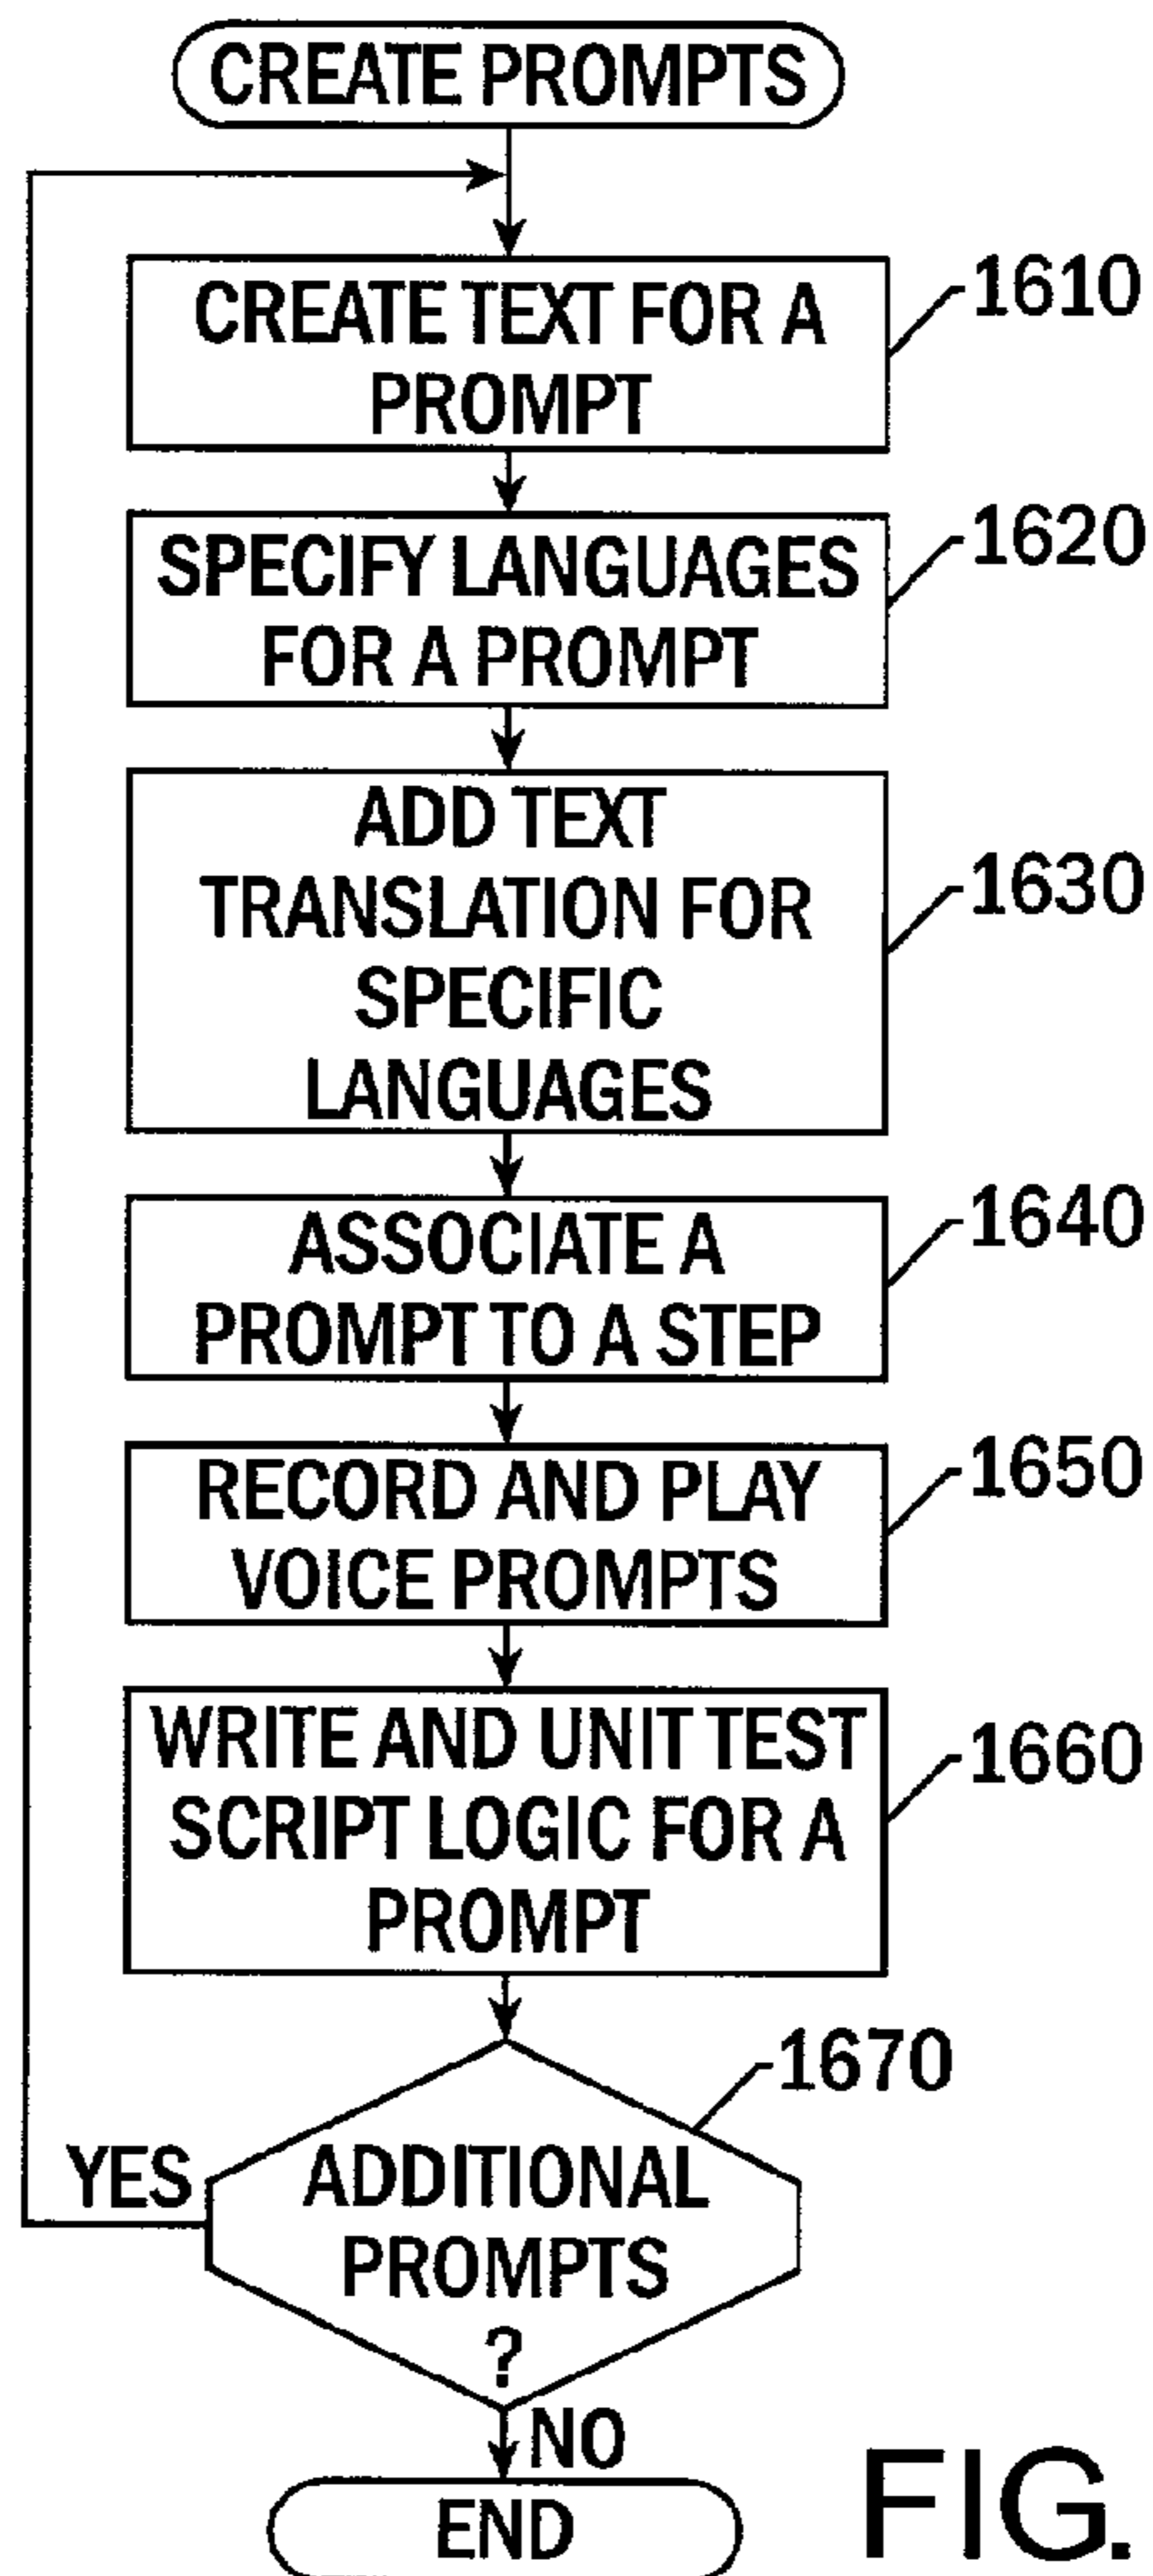 CREATE PROMPTS
CREATE TEXT FOR A
PROMPT
1610
SPECIFY LANGUAGES
FOR A PROMPT
1620
ADD TEXT
TRANSLATION FOR
SPECIFIC
LANGUAGES
1630
ASSOCIATE A
PROMPT TO A STEP
1640
RECORD AND PLAY
VOICE PROMPTS
1650
WRITE AND UNIT TEST
SCRIPT LOGIC FOR A
PROMPT
1660
1670
YES
ADDITIONAL
PROMPTS
?
NO
END
FIG.